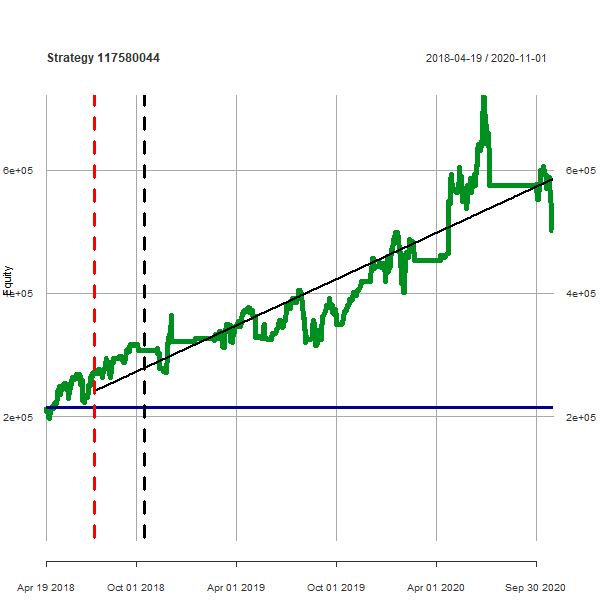 Strategy 117580044
2018-04-19 / 2020-11-01
6e+05
6e+05
Equity
4e+05
4e+05
2e+05
2e+05
Apr 19 2018
Oct 01 2018
Apr 01 2019
Oct 01 2019
Apr 01 2020
Sep 30 2020